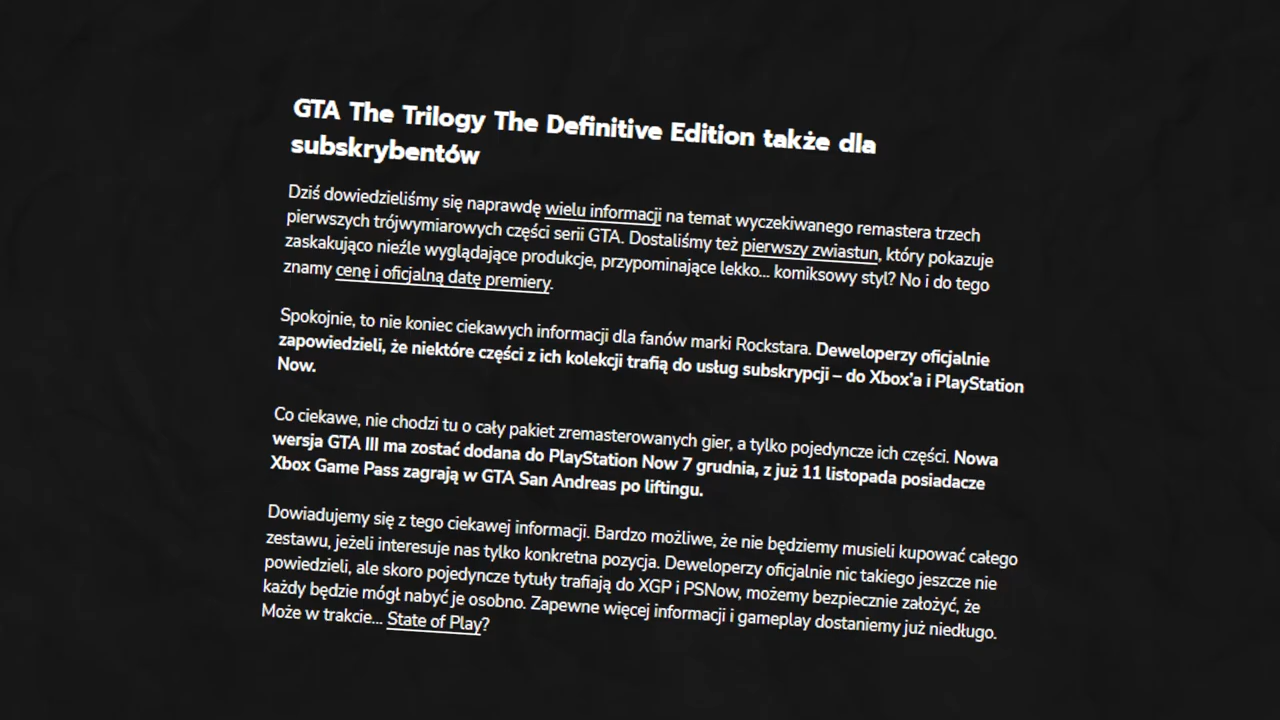 GTA The Trilogy The Definitive Edition także dla
subskrybentów
Dziś dowiedzieliśmy się naprawdę wielu informacji na temat wyczekiwanego remastera trzech
pierwszych trójwymiarowych części serii GTA. Dostaliśmy też pierwszy zwiastun, który pokazuje
zaskakująco nieźle wyglądające produkcje, przypominające lekko... komiksowy styl? No i do tego
znamy cenę i oficjalną datę premiery.
Spokojnie, to nie koniec ciekawych informacji dla fanów marki Rockstara. Deweloperzy oficjalnie
zapowiedzieli, że niektóre części z ich kolekcji trafią do usług subskrypcji – do Xbox'a i PlayStation
Now.
Co ciekawe, nie chodzi tu o cały pakiet zremasterowanych gier, a tylko pojedyncze ich części. Nowa
wersja GTA III ma zostać dodana do PlayStation Now 7 grudnia, z już 11 listopada posiadacze
Xbox Game Pass zagrają w GTA San Andreas po liftingu.
Dowiadujemy się z tego ciekawej informacji. Bardzo możliwe, że nie będziemy musieli kupować całego
zestawu, jeżeli interesuje nas tylko konkretna pozycja. Deweloperzy oficjalnie nic takiego jeszcze nie
powiedzieli, ale skoro pojedyncze tytuły trafiają do XGP i PSNow, możemy bezpiecznie założyć, że
każdy będzie mógł nabyć je osobno. Zapewne więcej informacji i gameplay dostaniemy już niedługo.
Może w trakcie... State of Play?